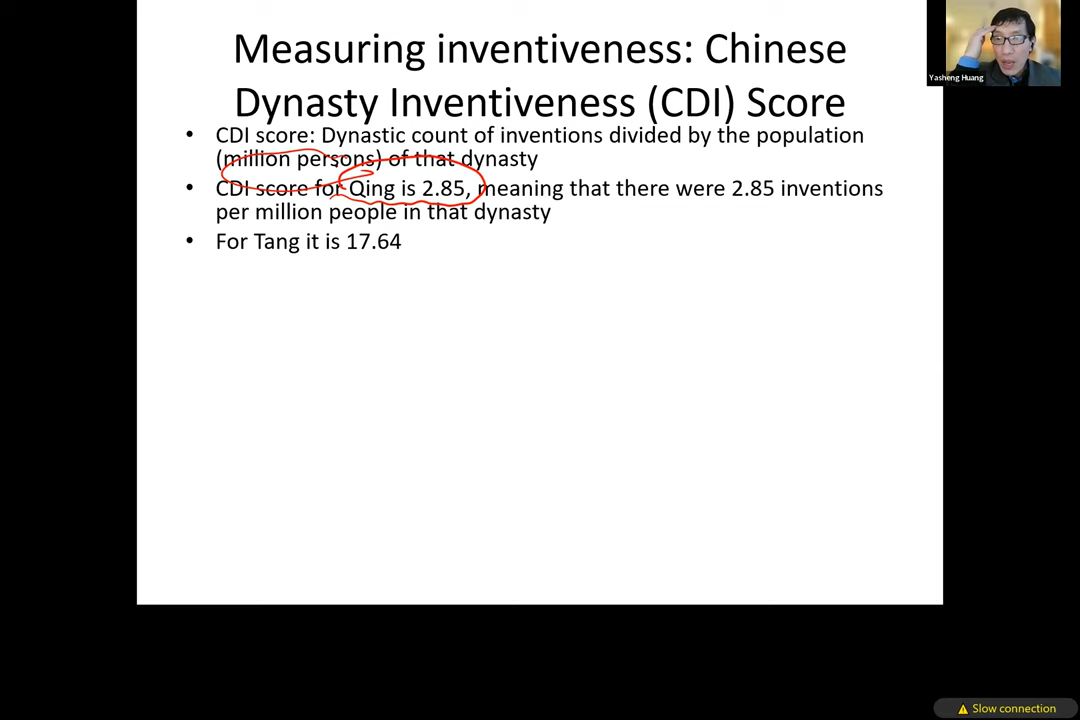 Measuring inventiveness: Chinese
Dynasty Inventiveness (CDI) Score
Yasheng Huang
• CDI score: Dynastic count of inventions divided by the population
(million persons) of that dynasty
• CDI score for Qing is 2.85, meaning that there were 2.85 inventions
per million people in that dynasty
• For Tang it is 17.64
Slow connection